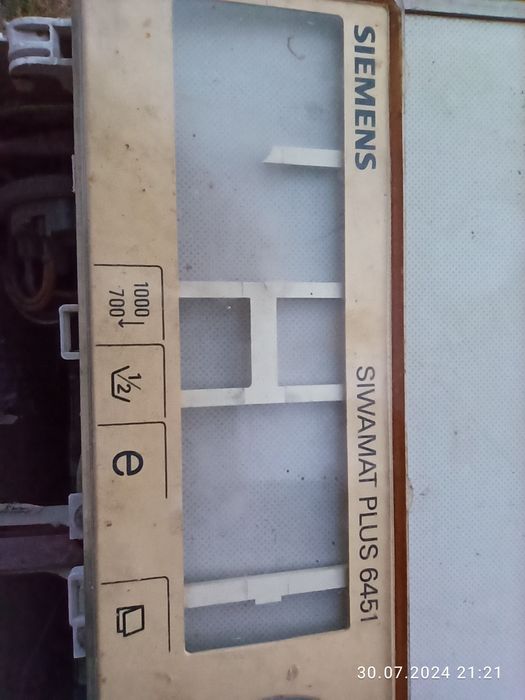 SIEMENS
SIWAMAT PLUS 6451
1000
700
1/2
e
30.07.2024 21:21